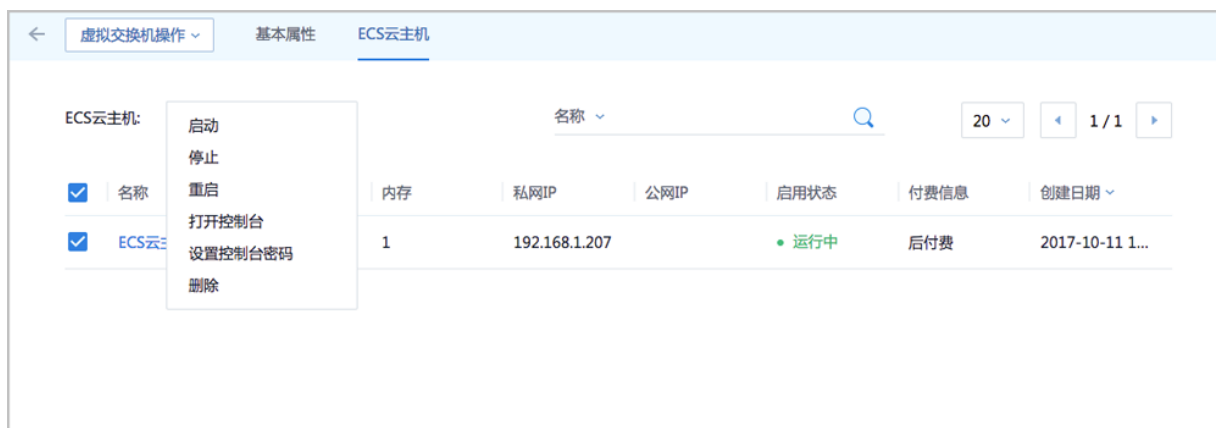 虚拟交换机操作 基本属性 ECS云主机
ECS云主机: 名称 20 1 / 1
启动
停止
重启
打开控制台
设置控制台密码
删除
名称 内存 私网IP 公网IP 启用状态 付费信息 创建日期
ECS云 1 192.168.1.207 运行中 后付费 2017-10-11 1...